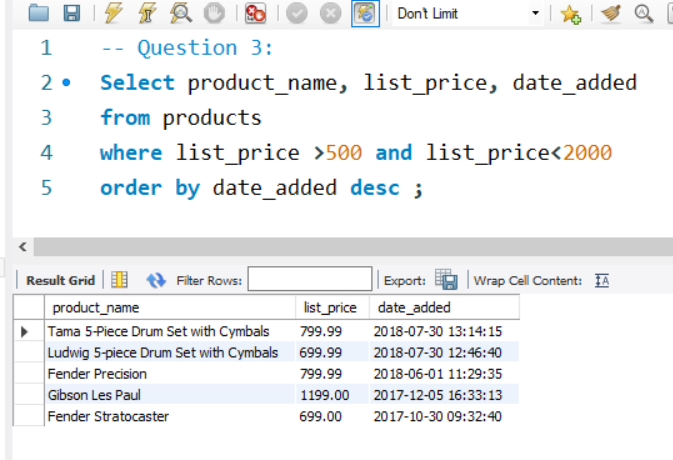 Don't Limit
1 -- Question 3:
2 Select product_name, list_price, date_added
3 from products
4 where list_price >500 and list_price<2000
5 order by date_added desc ;
Result Grid Filter Rows: Export: Wrap Cell Content: IA
product_name list_price date_added
Tama 5-Piece Drum Set with Cymbals 799.99 2018-07-30 13:14:15
Ludwig 5-piece Drum Set with Cymbals 699.99 2018-07-30 12:46:40
Fender Precision 799.99 2018-06-01 11:29:35
Gibson Les Paul 1199.00 2017-12-05 16:33:13
Fender Stratocaster 699.00 2017-10-30 09:32:40